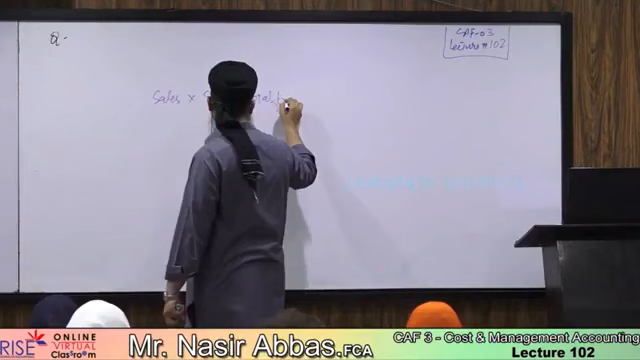 Q-
CAF-03
Lecture #102
Sales ×
RISE
ONLINE
VIRTUAL
Classroom
Mr. Nasir Abbas.FCA
CAF 3 - Cost & Management Accounting
Lecture 102